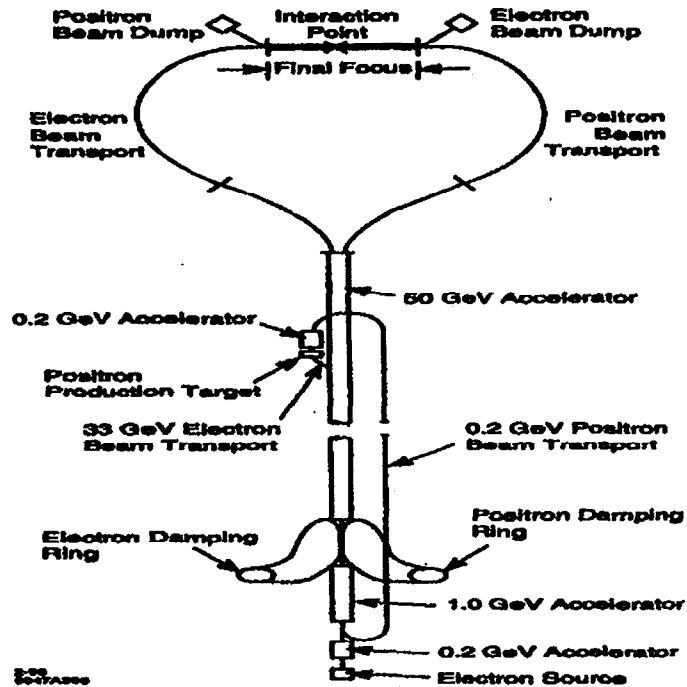 Positron
Beam Dump
Interaction
Point
Electron
Beam Dump
Final Focus
Electron
Beam
Transport
Positron
Beam
Transport
50 GeV Accelerator
0.2 GeV Accelerator
Positron
Production Target
33 GeV Electron
Beam Transport
0.2 GeV Positron
Beam Transport
Electron Damping
Ring
Positron Damping
Ring
1.0 GeV Accelerator
0.2 GeV Accelerator
Electron Source